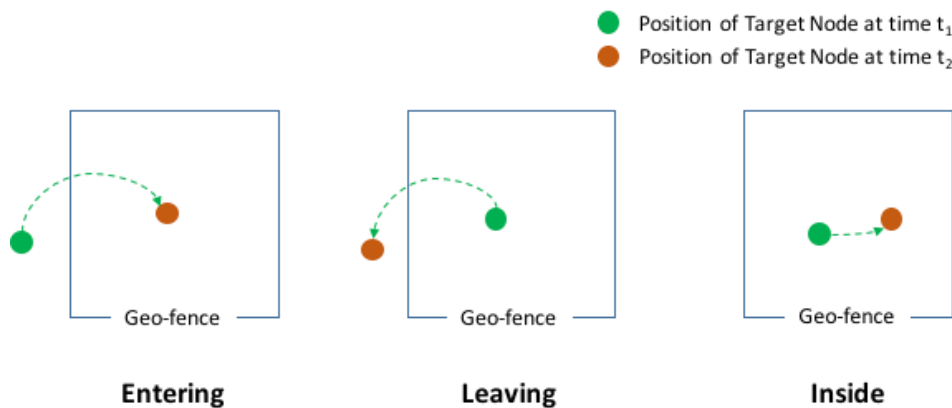 Position of Target Node at time t₁
Position of Target Node at time t₂
Geo-fence
Geo-fence
Geo-fence
Entering
Leaving
Inside